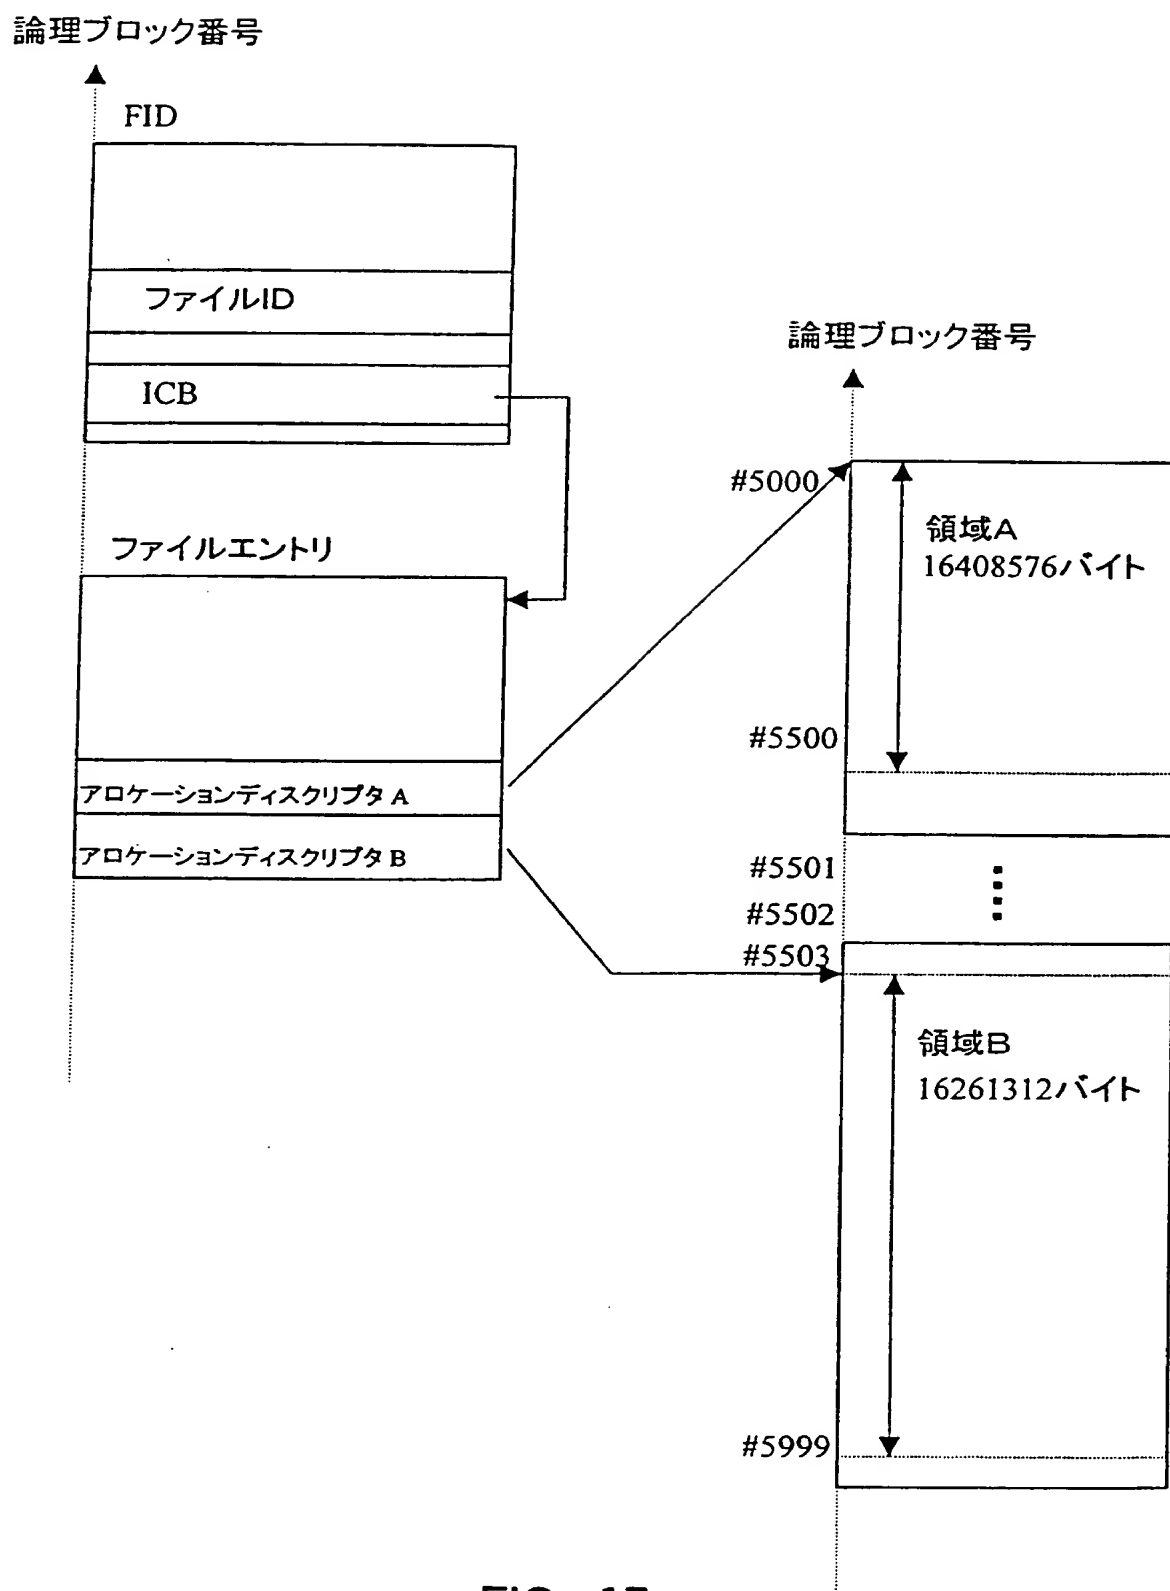 論理ブロック番号
FID
ファイルID
ICB
ファイルエントリ
アロケーションディスクリプタ A
アロケーションディスクリプタ B
論理ブロック番号
#5000
領域A
16408576バイト
#5500
#5501
#5502
#5503
領域B
16261312バイト
#5999